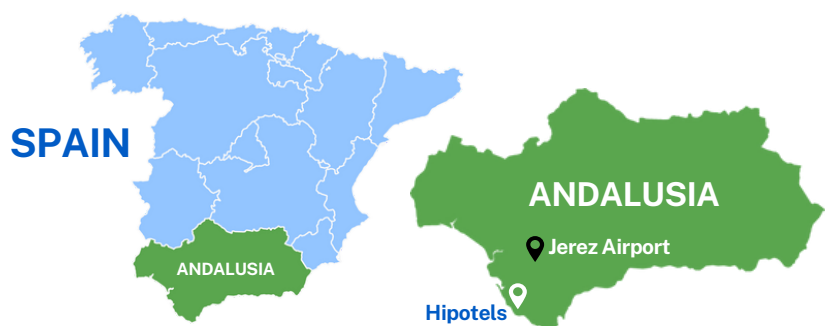 SPAIN
ANDALUSIA
ANDALUSIA
Jerez Airport
Hipotels